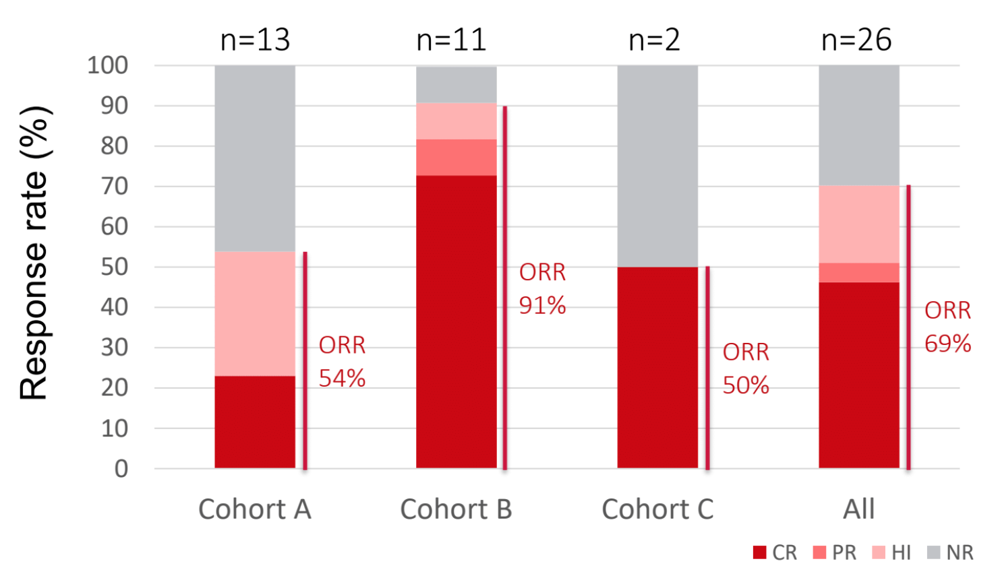 n=13
n=11
n=2
n=26
Response rate (%)
100
90
80
70
60
50
40
30
20
10
0
ORR
54%
ORR
91%
ORR
50%
ORR
69%
Cohort A
Cohort B
Cohort C
All
CR
PR
HI
NR